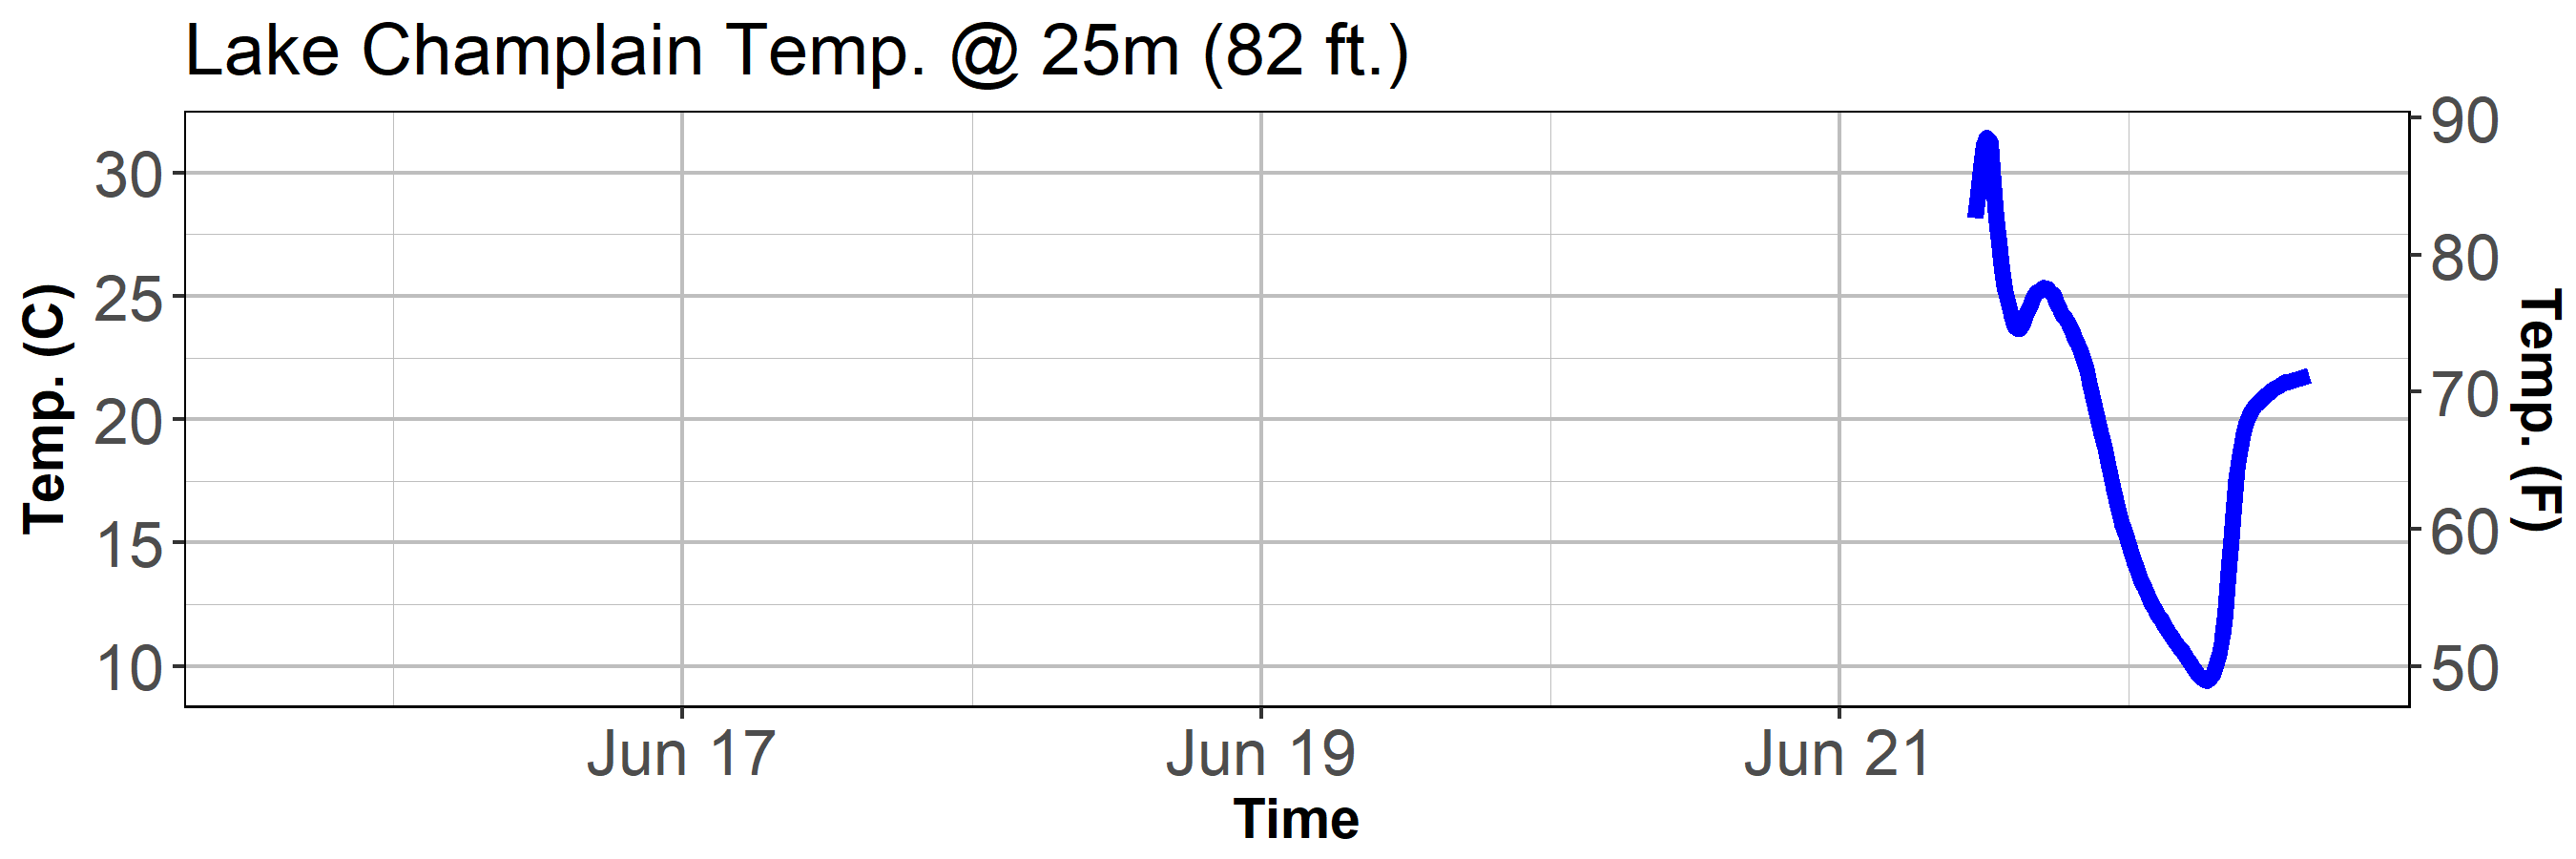 Lake Champlain Temp. @ 25m (82 ft.)
Temp. (C)
30
25
20
15
10
90
80
70
60
50
Temp. (F)
Jun 17
Jun 19
Jun 21
Time